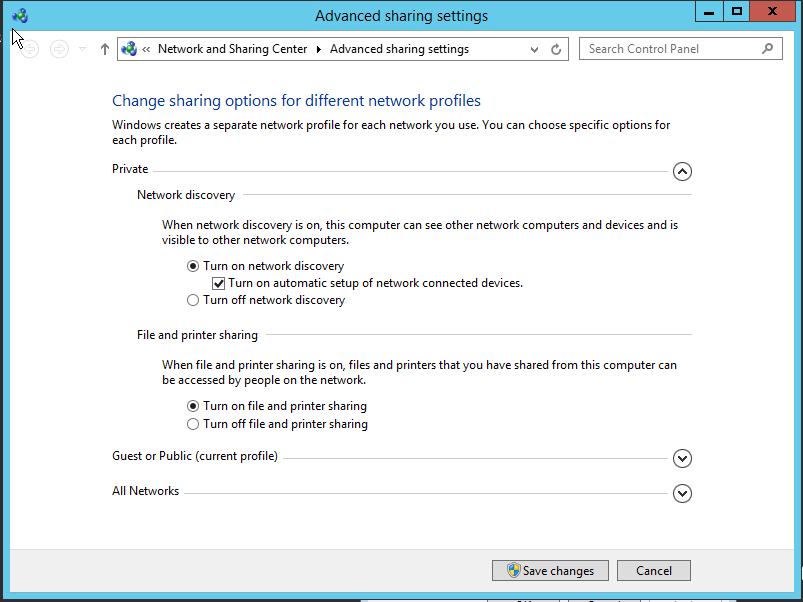 Advanced sharing settings
« Network and Sharing Center Advanced sharing settings
Search Control Panel
Change sharing options for different network profiles
Windows creates a separate network profile for each network you use. You can choose specific options for
each profile.
Private
Network discovery
When network discovery is on, this computer can see other network computers and devices and is
visible to other network computers.
Turn on network discovery
Turn on automatic setup of network connected devices.
Turn off network discovery
File and printer sharing
When file and printer sharing is on, files and printers that you have shared from this computer can
be accessed by people on the network.
Turn on file and printer sharing
Turn off file and printer sharing
Guest or Public (current profile)
All Networks
Save changes
Cancel